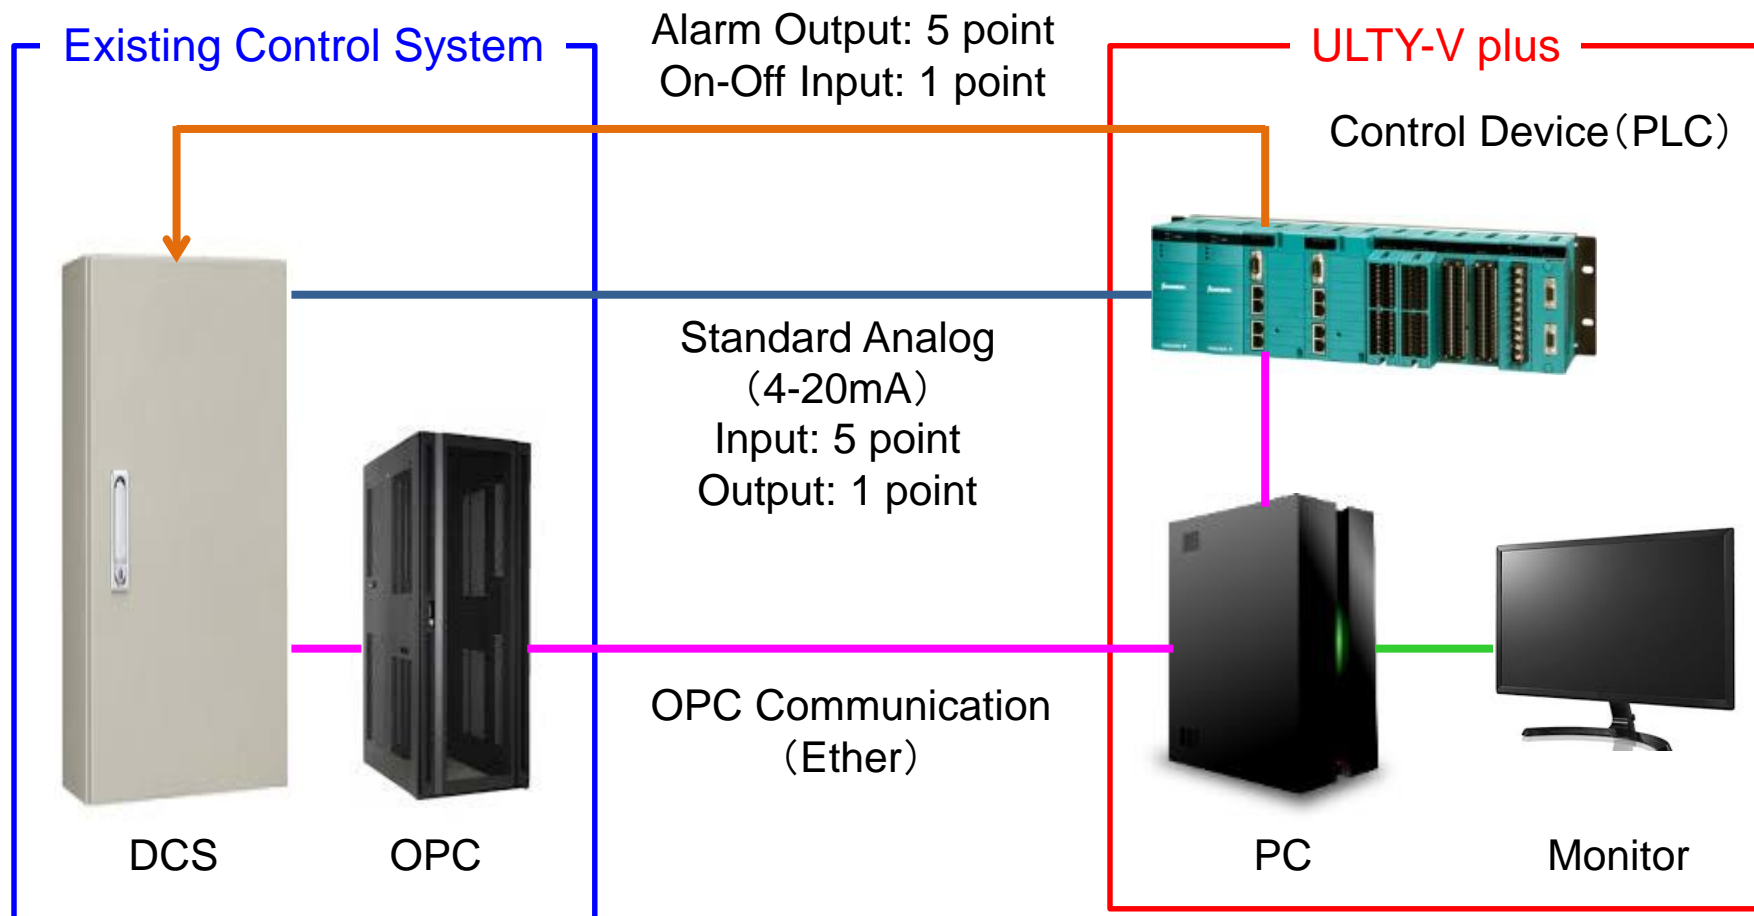 Existing Control System
Alarm Output: 5 point
On-Off Input: 1 point
ULTY-V plus
Control Device（PLC）
Standard Analog
（4-20mA）
Input: 5 point
Output: 1 point
OPC Communication
（Ether）
DCS
OPC
PC
Monitor